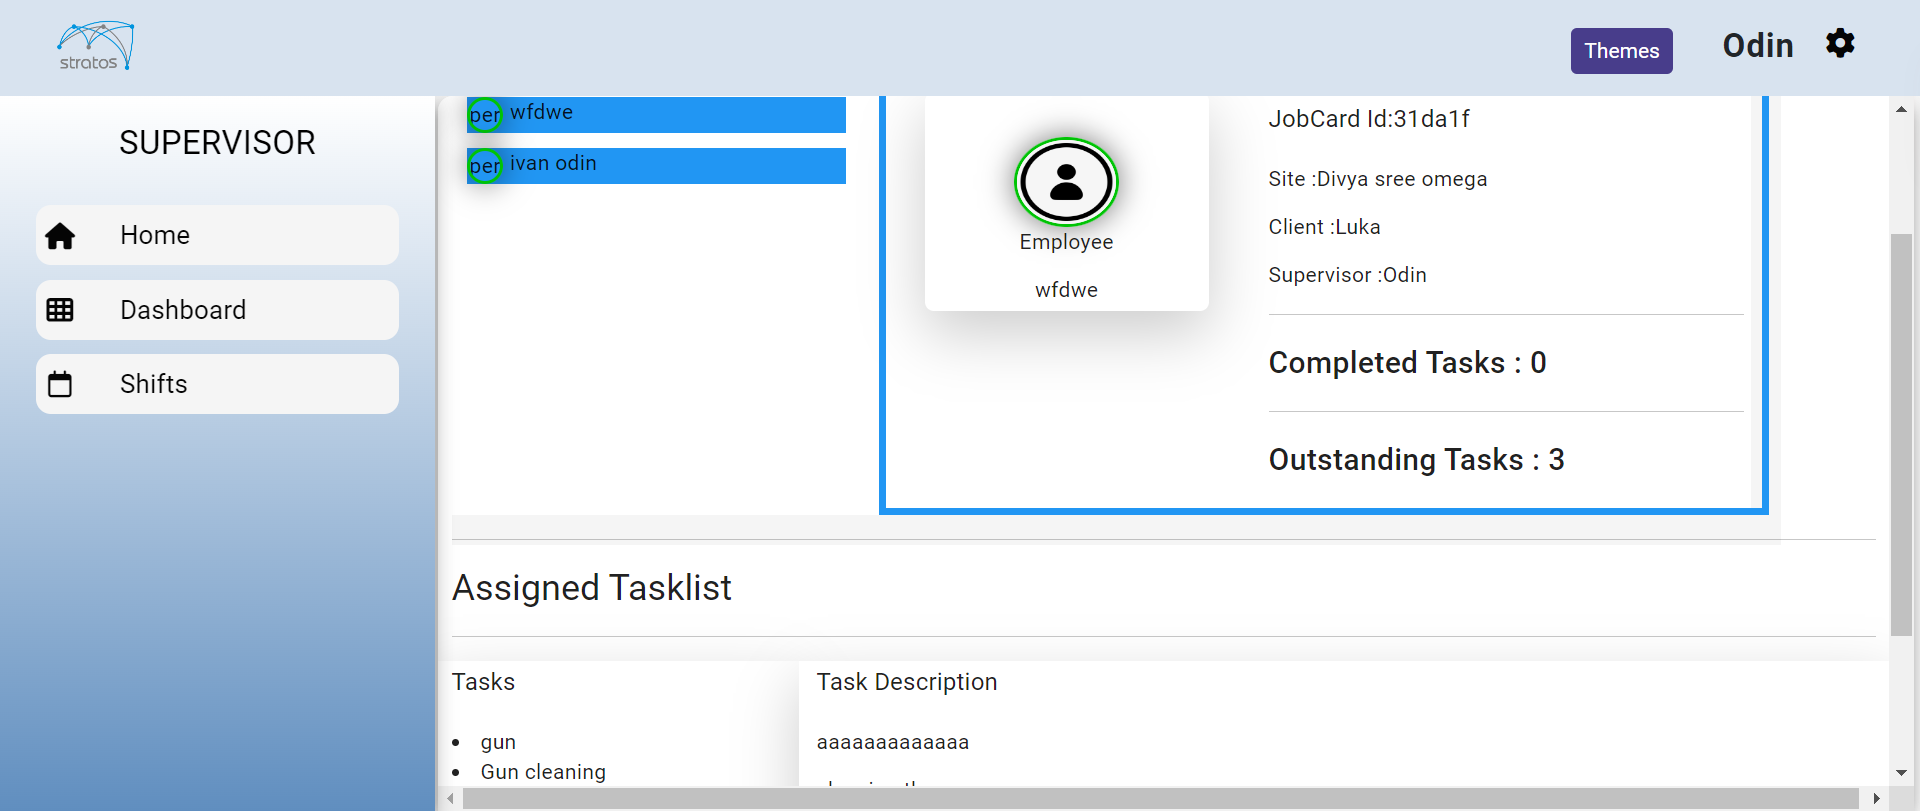 stratos
Themes
Odin
SUPERVISOR
Home
Dashboard
Shifts
per wfdwe
per ivan odin
Employee
wfdwe
JobCard Id:31da1f
Site :Divya sree omega
Client :Luka
Supervisor :Odin
Completed Tasks : 0
Outstanding Tasks : 3
Assigned Tasklist
Tasks
• gun
• Gun cleaning
Task Description
aaaaaaaaaaaaa